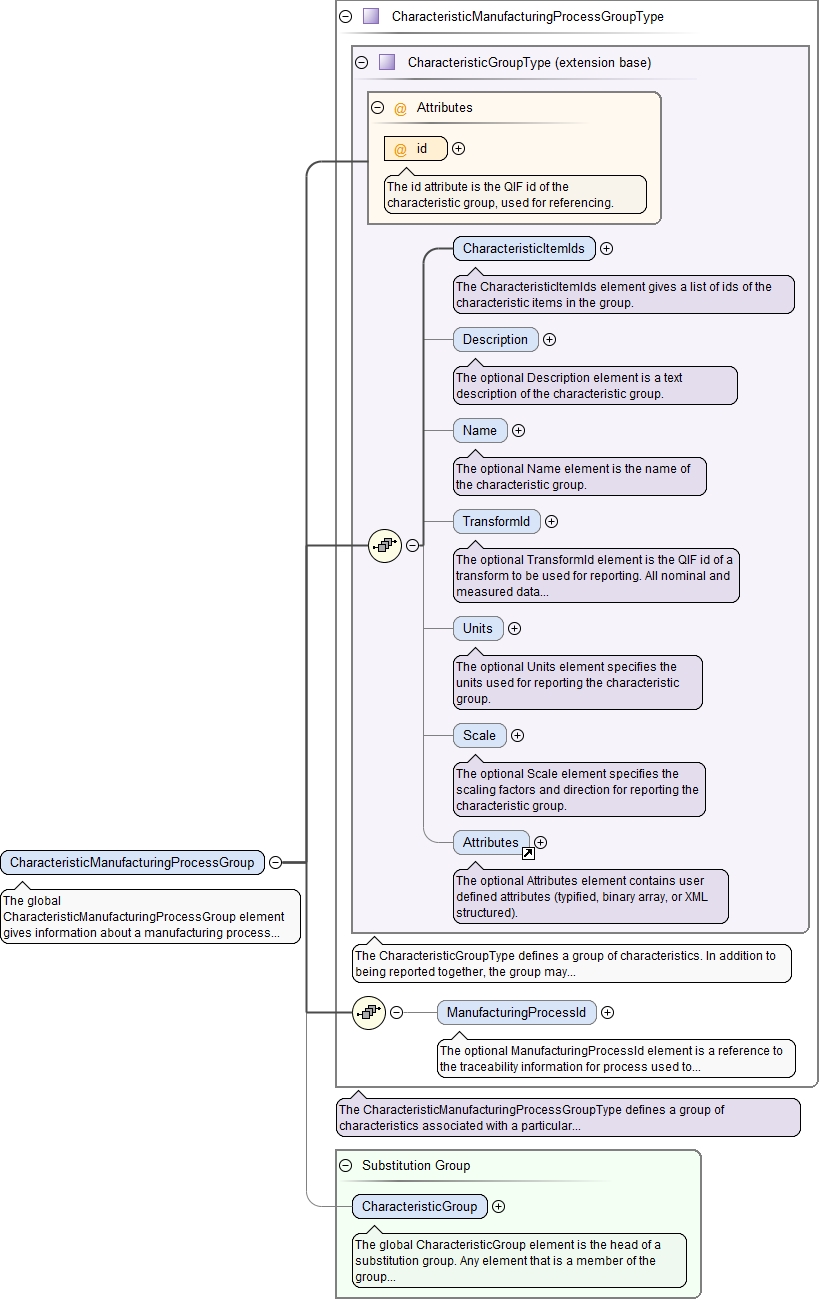 CharacteristicManufacturingProcessGroupType
CharacteristicGroupType (extension base)
@ Attributes
@ id
The id attribute is the QIF id of the
characteristic group, used for referencing.
CharacteristicItemIds
The CharacteristicItemIds element gives a list of ids of the
characteristic items in the group.
Description
The optional Description element is a text
description of the characteristic group.
Name
The optional Name element is the name of
the characteristic group.
TransformId
The optional TransformId element is the QIF id of a
transform to be used for reporting. All nominal and
measured data...
Units
The optional Units element specifies the
units used for reporting the characteristic
group.
Scale
The optional Scale element specifies the
scaling factors and direction for reporting the
characteristic group.
Attributes
The optional Attributes element contains user
defined attributes (typified, binary array, or XML
structured).
CharacteristicManufacturingProcessGroup
The global
CharacteristicManufacturingProcessGroup element
gives information about a manufacturing process...
The CharacteristicGroupType defines a group of characteristics. In addition to
being reported together, the group may...
ManufacturingProcessId
The optional ManufacturingProcessId element is a reference to
the traceability information for process used to...
The CharacteristicManufacturingProcessGroupType defines a group of
characteristics associated with a particular...
Substitution Group
CharacteristicGroup
The global CharacteristicGroup element is the head of a
substitution group. Any element that is a member of the
group...